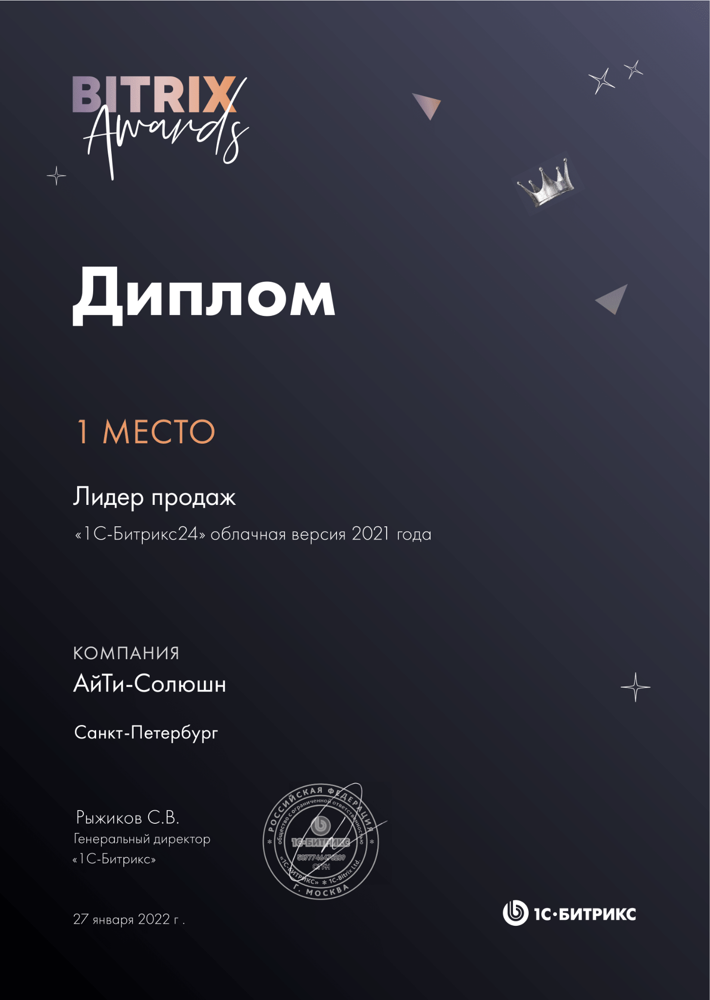 BITRIX
Awards
Диплом
1 МЕСТО
Лидер продаж
«1С-Битрикс24» облачная версия 2021 года
КОМПАНИЯ
АйТи-Солюшн
Санкт-Петербург
Рыжиков С.В.
Генеральный директор
«1С-Битрикс»
* РОССИЙСКАЯ ФЕДЕРАЦИЯ *
общество с ограниченной ответственностью
1С·БИТРИКС
5077746476209
ОГРН
«1С-БИТРИКС» * 1C-Bitrix Ltd.
Г. МОСКВА
27 января 2022 г .
1С·БИТРИКС